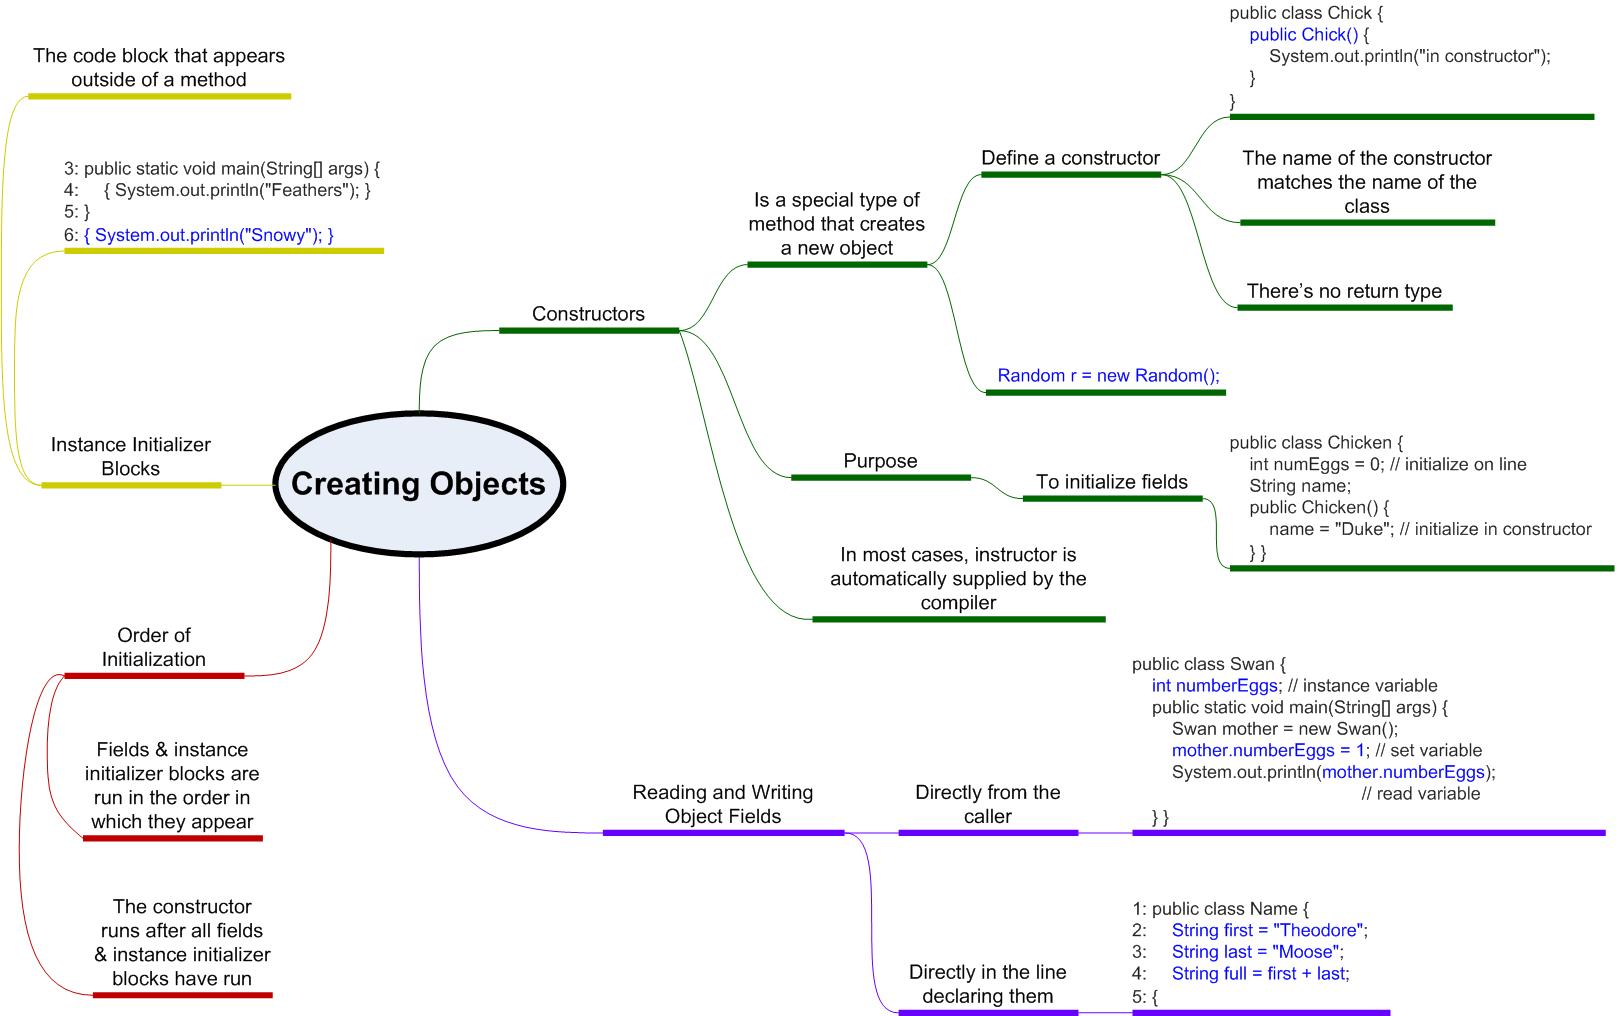 Creating Objects
Constructors
Is a special type of
method that creates
a new object
Define a constructor
public class Chick {
public Chick() {
System.out.println("in constructor");
}
}
The name of the constructor
matches the name of the
class
There's no return type
Random r = new Random();
Purpose
To initialize fields
public class Chicken {
int numEggs = 0; // initialize on line
String name;
public Chicken() {
name = "Duke"; // initialize in constructor
} }
In most cases, instructor is
automatically supplied by the
compiler
Reading and Writing
Object Fields
Directly from the
caller
public class Swan {
int numberEggs; // instance variable
public static void main(String[] args) {
Swan mother = new Swan();
mother.numberEggs = 1; // set variable
System.out.println(mother.numberEggs);
// read variable
} }
Directly in the line
declaring them
1: public class Name {
2: String first = "Theodore";
3: String last = "Moose";
4: String full = first + last;
5: {
Instance Initializer
Blocks
The code block that appears
outside of a method
3: public static void main(String[] args) {
4: { System.out.println("Feathers"); }
5: }
6: { System.out.println("Snowy"); }
Order of
Initialization
Fields & instance
initializer blocks are
run in the order in
which they appear
The constructor
runs after all fields
& instance initializer
blocks have run